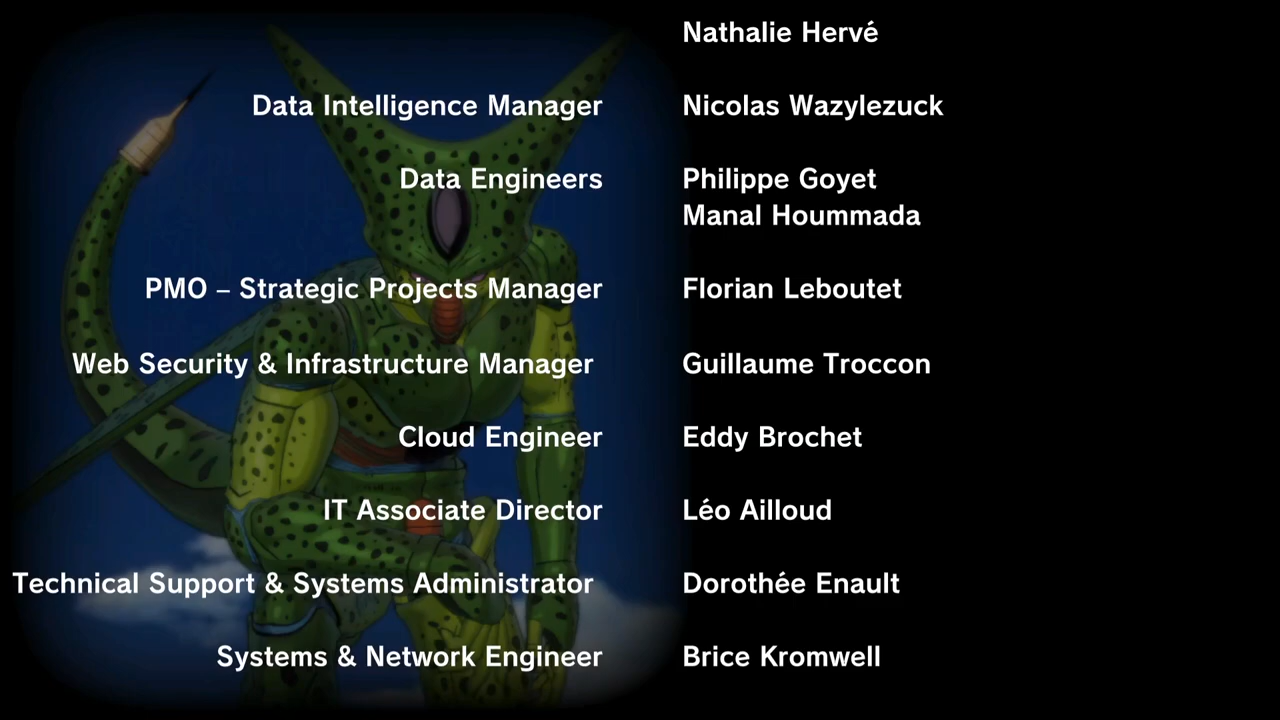 Nathalie Hervé
Data Intelligence Manager Nicolas Wazylezuck
Data Engineers Philippe Goyet
Manal Hoummada
PMO – Strategic Projects Manager Florian Leboutet
Web Security & Infrastructure Manager Guillaume Troccon
Cloud Engineer Eddy Brochet
IT Associate Director Léo Ailloud
Technical Support & Systems Administrator Dorothée Enault
Systems & Network Engineer Brice Kromwell